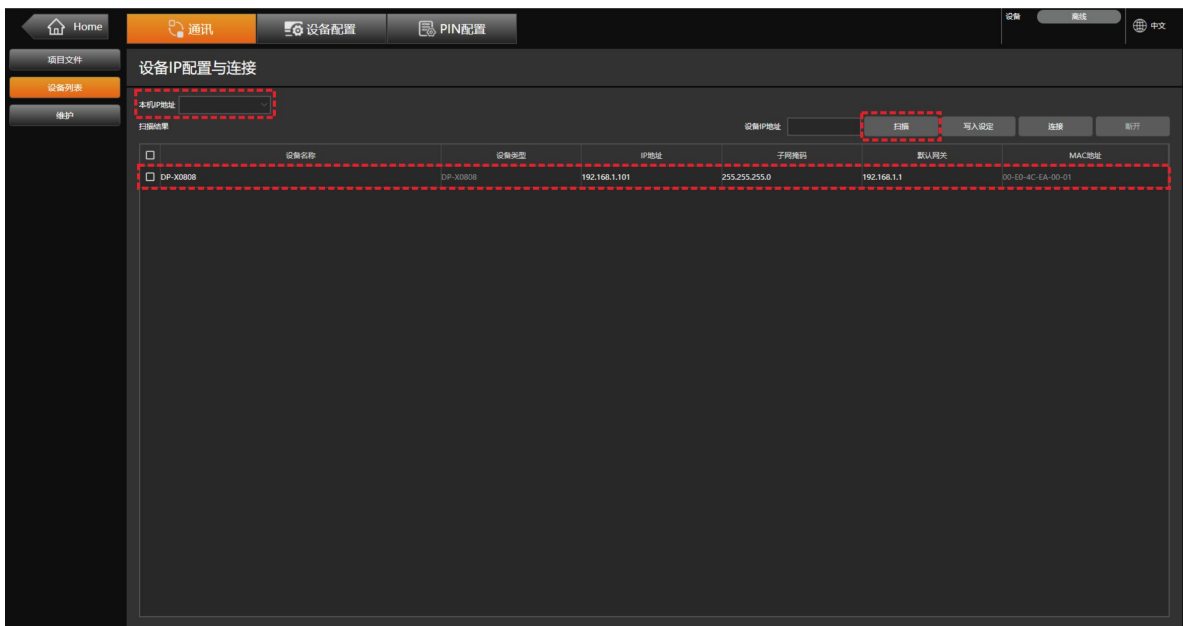 Home
通讯
设备配置
PIN配置
设备 离线
中文
项目文件
设备列表
维护
设备IP配置与连接
本机IP地址
扫描结果
设备IP地址
扫描
写入设定
连接
断开
设备名称 设备类型 IP地址 子网掩码 默认网关 MAC地址
DP-X0808 DP-X0808 192.168.1.101 255.255.255.0 192.168.1.1 00-E0-4C-EA-00-01